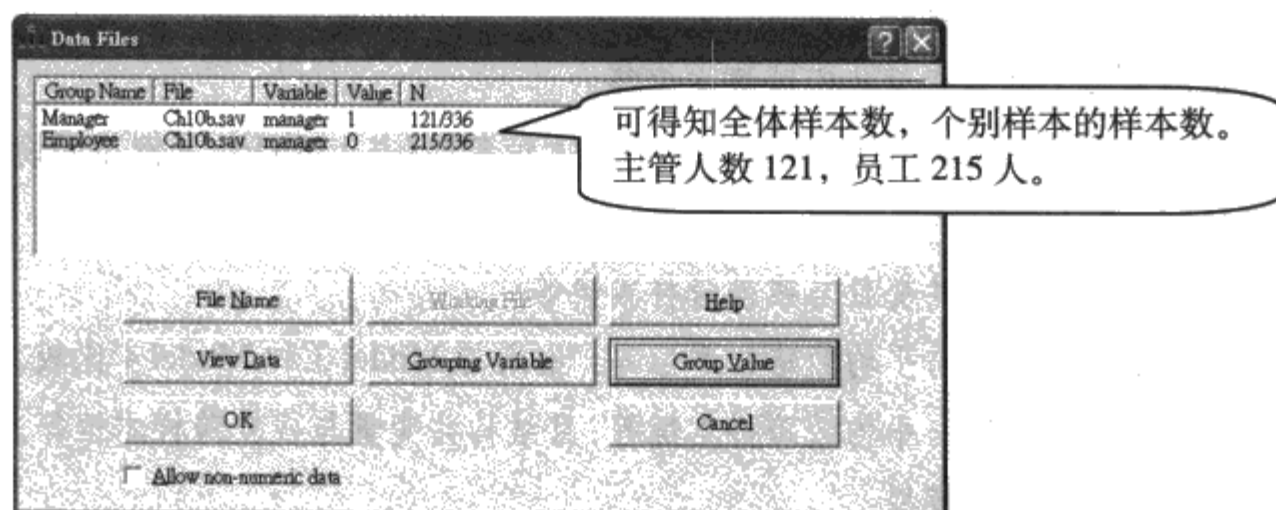 Data Files
Group Name File Variable Value N
Manager Ch10b.sav manager 1 121/336
Employee Ch10b.sav manager 0 215/336
可得知全体样本数，个别样本的样本数。
主管人数 121，员工 215 人。
File Name Working File Help
View Data Grouping Variable Group Value
OK Cancel
Allow non-numeric data